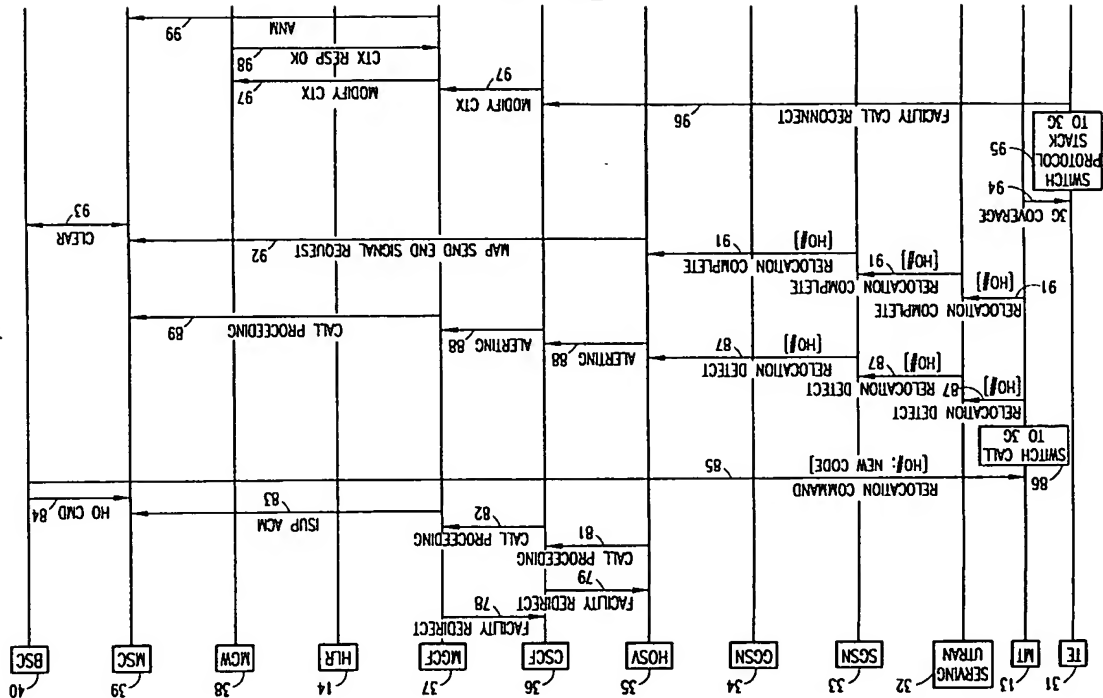 31
13
32
33
34
35
36
37
14
38
39
40
TE
MT
SERVING
UTRAN
SGSN
GGSN
HOSV
CSCF
MGCF
HLR
MGW
MSC
BSC
FACILITY REDIRECT
78
FACILITY REDIRECT
79
CALL PROCEEDING
81
CALL PROCEEDING
82
ISUP ACM
83
HO CMD
84
RELOCATION COMMAND
[HO#: NEW CODE]
85
86
SWITCH CALL
TO 3G
RELOCATION DETECT
[HO#]
87
RELOCATION DETECT
[HO#]
87
RELOCATION DETECT
[HO#]
87
ALERTING
88
ALERTING
88
CALL PROCEEDING
89
RELOCATION COMPLETE
[HO#]
91
RELOCATION COMPLETE
[HO#]
91
RELOCATION COMPLETE
[HO#]
91
MAP SEND END SIGNAL REQUEST
92
CLEAR
93
3G COVERAGE
94
SWITCH
PROTOCOL
STACK
TO 3G
95
FACILITY CALL RECONNECT
96
MODIFY CTX
97
MODIFY CTX
97
CTX RESP OK
98
ANM
99